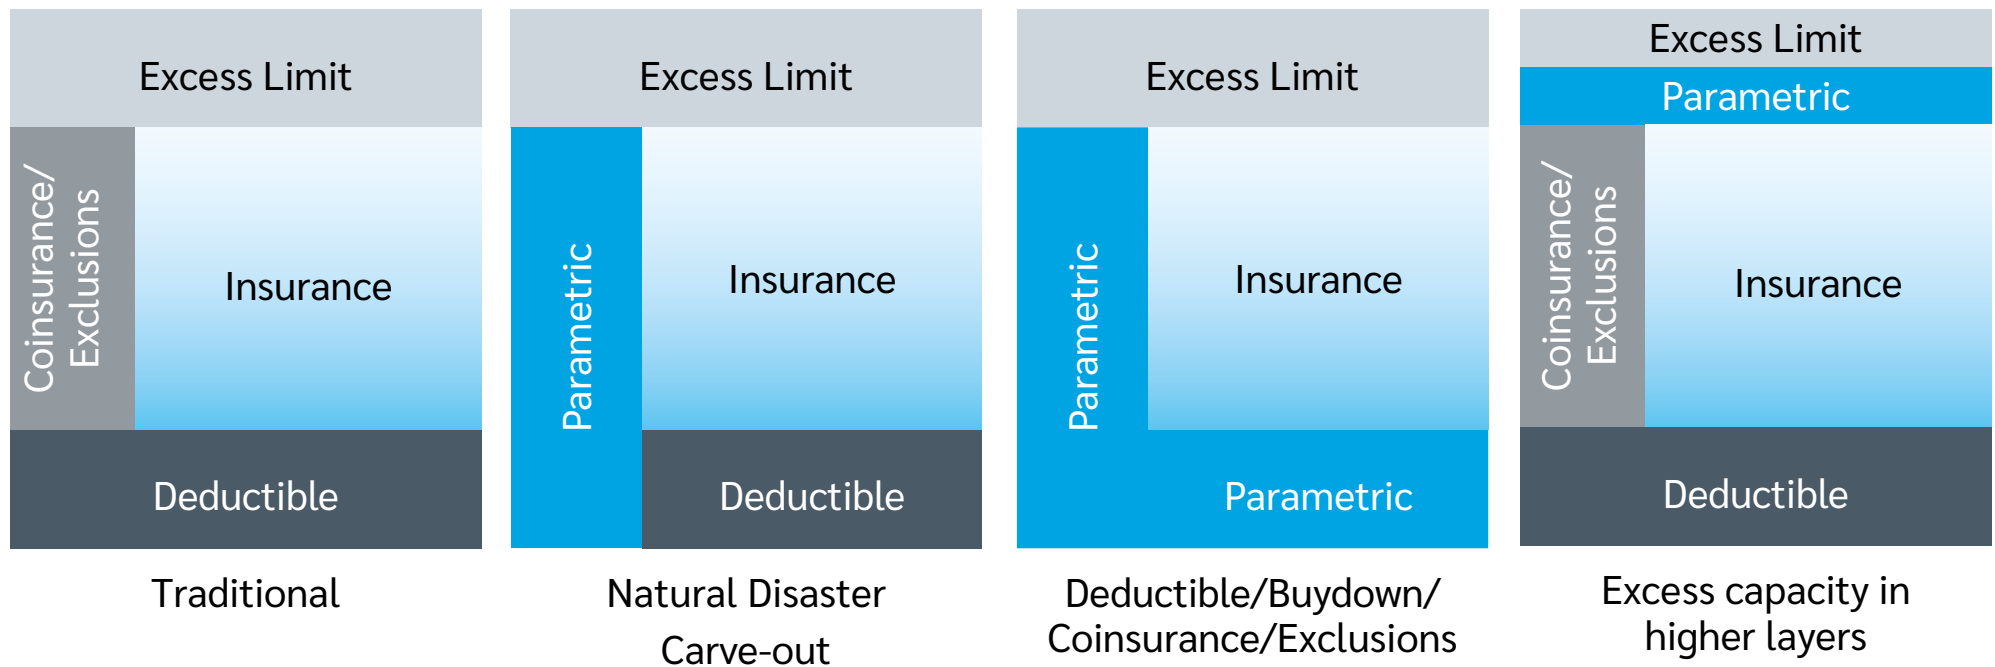 Excess Limit
Coinsurance/
Exclusions
Insurance
Deductible
Traditional
Excess Limit
Parametric
Insurance
Deductible
Natural Disaster
Carve-out
Excess Limit
Parametric
Insurance
Parametric
Deductible/Buydown/
Coinsurance/Exclusions
Excess Limit
Parametric
Coinsurance/
Exclusions
Insurance
Deductible
Excess capacity in
higher layers